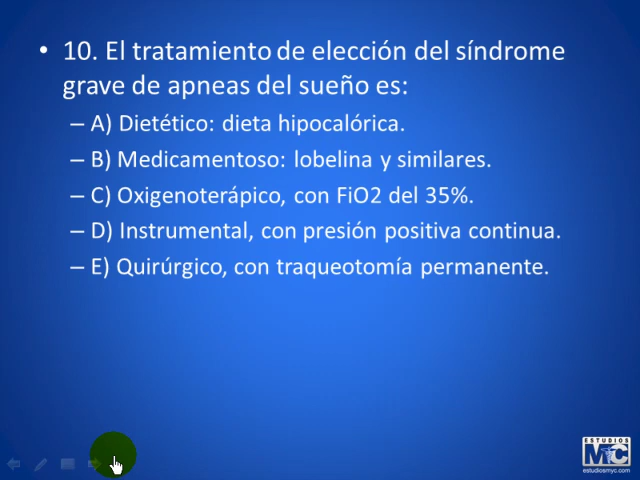 • 10. El tratamiento de elección del síndrome
grave de apneas del sueño es:
– A) Dietético: dieta hipocalórica.
– B) Medicamentoso: lobelina y similares.
– C) Oxigenoterápico, con FiO2 del 35%.
– D) Instrumental, con presión positiva continua.
– E) Quirúrgico, con traqueotomía permanente.
ESTUDIOS
MYC
estudiosmyc.com